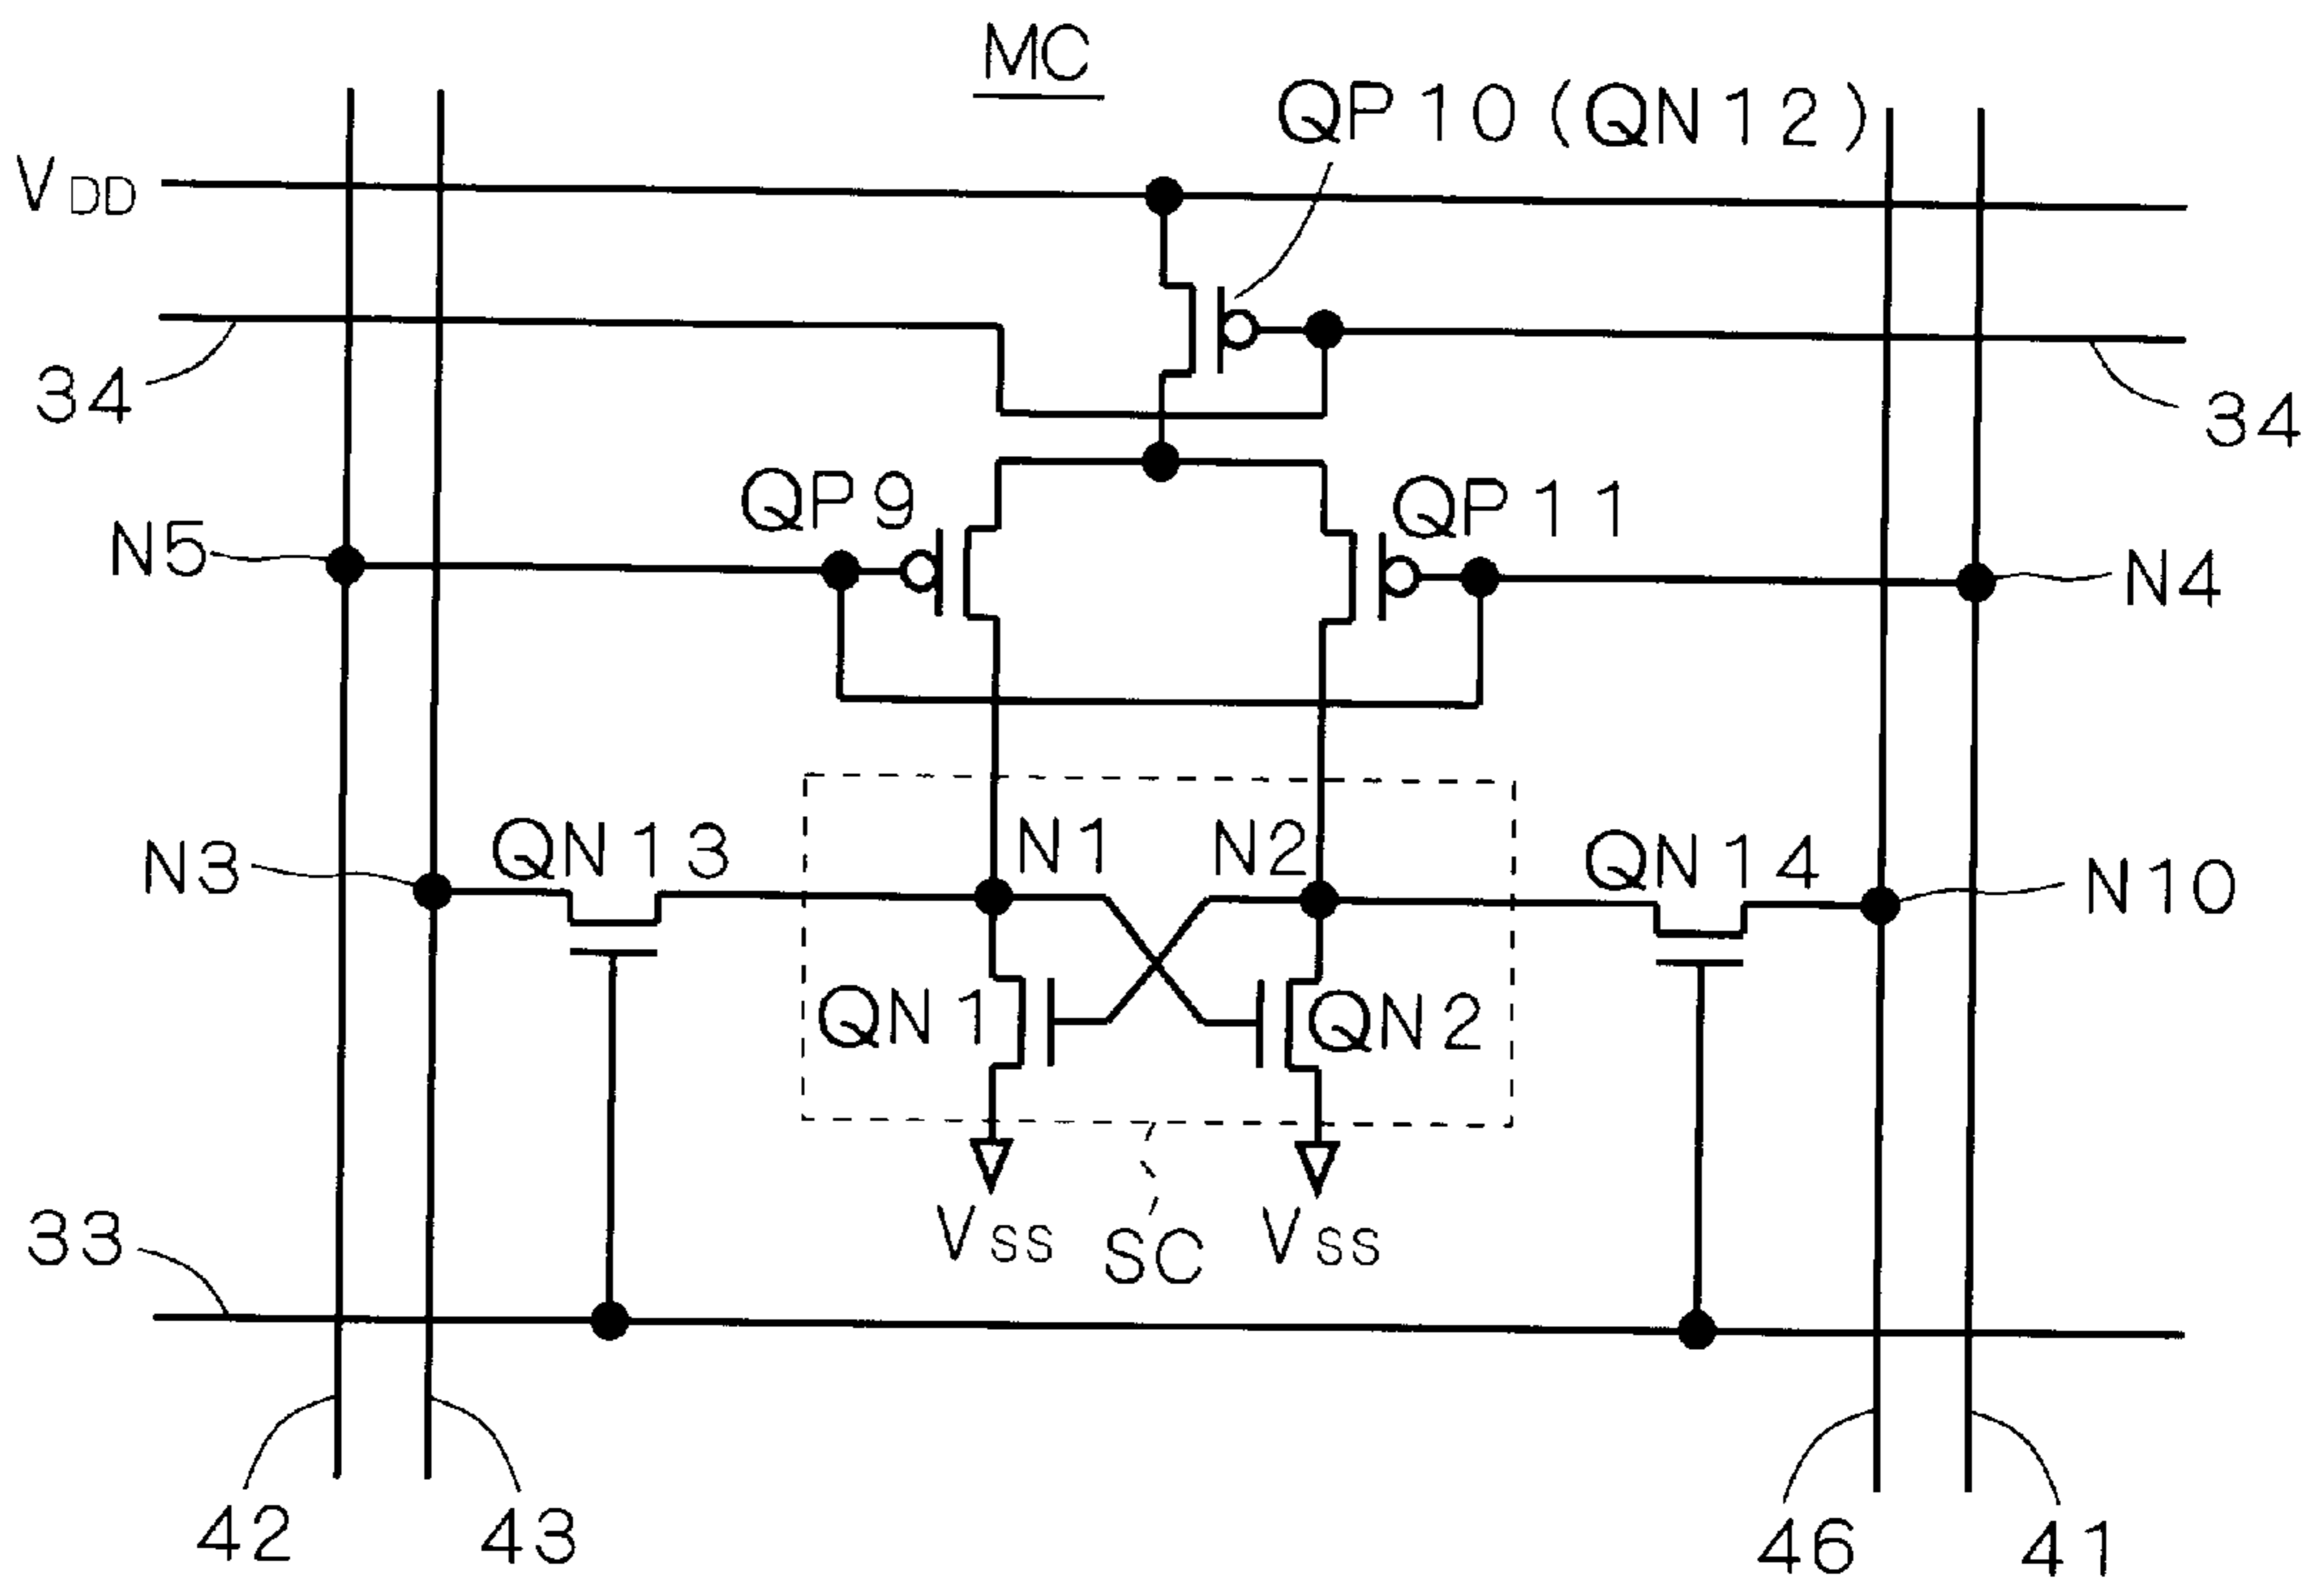 MC
QP10(QN12)
VDD
34
34
QP9
QP11
N5
N4
N3
QN13
N1
N2
QN14
N10
QN1
QN2
VSS
SC
VSS
33
42
43
46
41